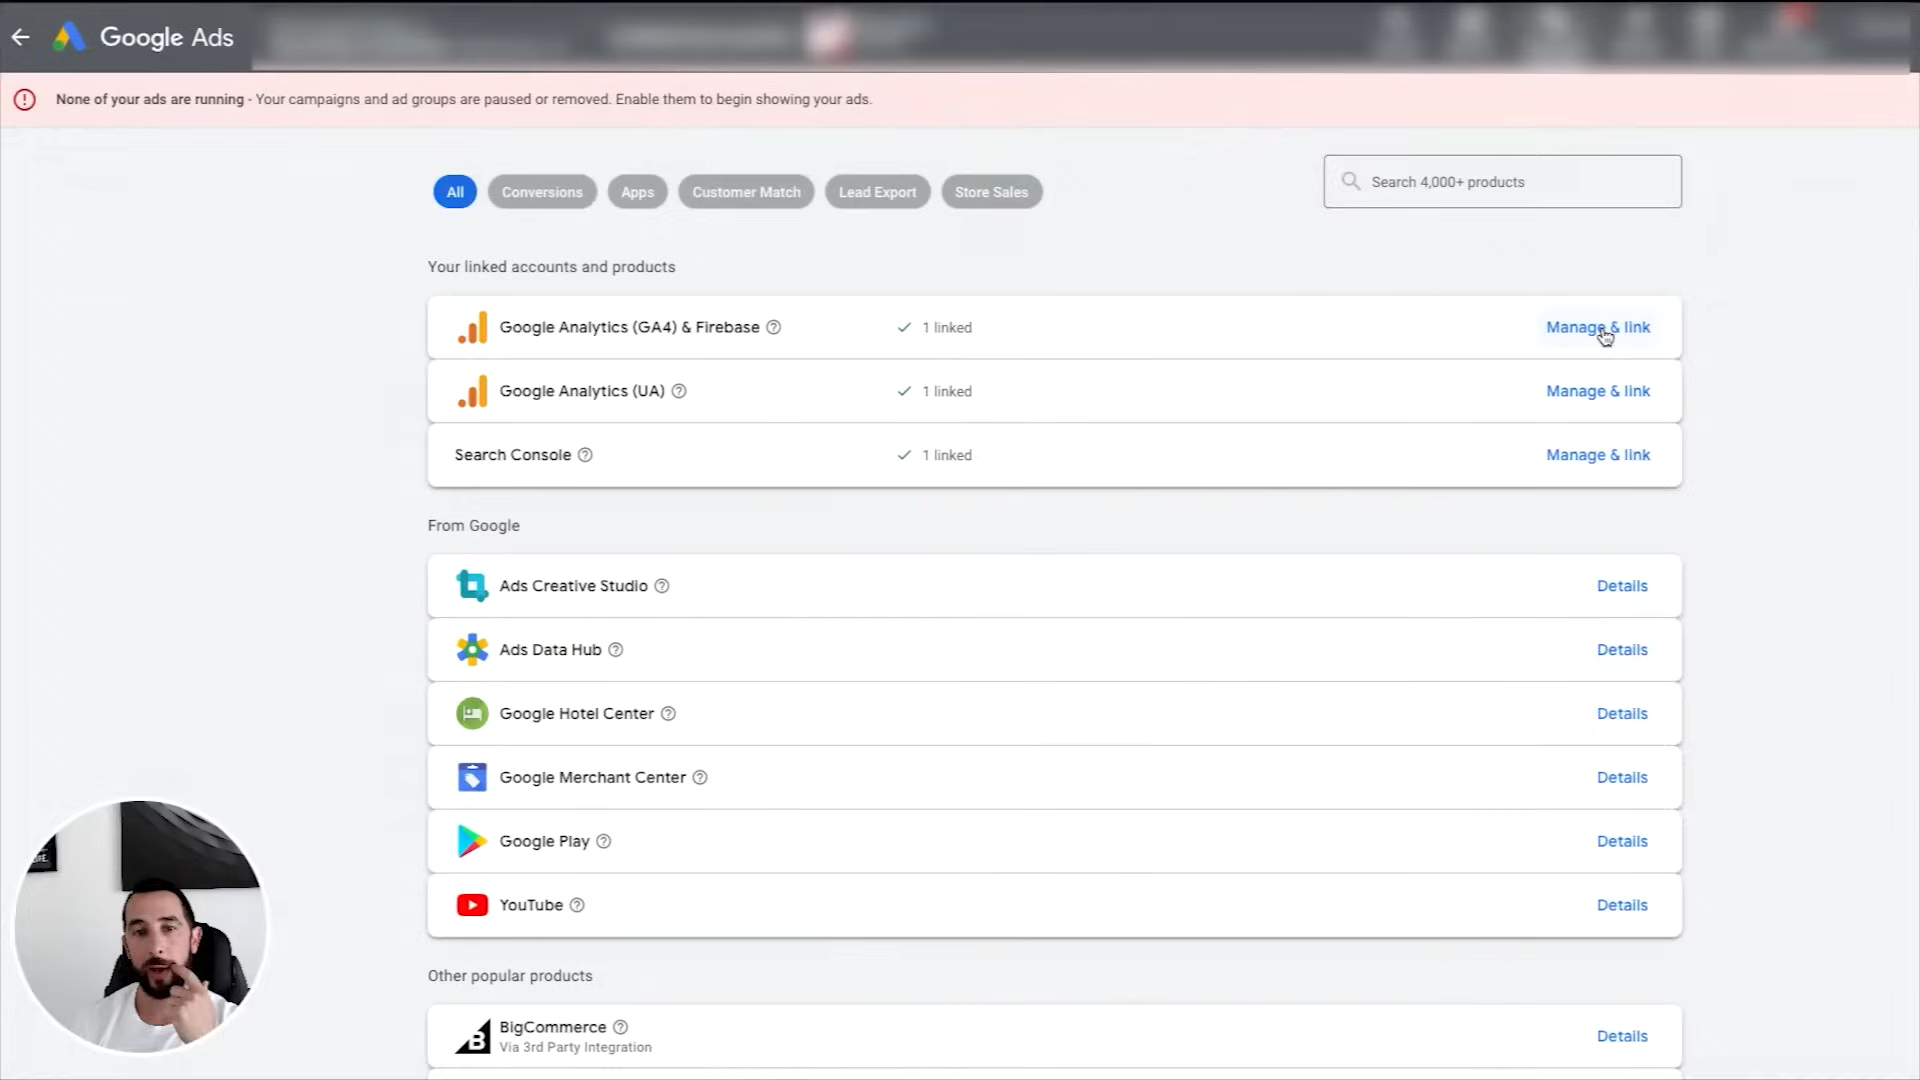 Google Ads
None of your ads are running - Your campaigns and ad groups are paused or removed. Enable them to begin showing your ads.
All
Conversions
Apps
Customer Match
Lead Export
Store Sales
Search 4,000+ products
Your linked accounts and products
Google Analytics (GA4) & Firebase
1 linked
Manage & link
Google Analytics (UA)
1 linked
Manage & link
Search Console
1 linked
Manage & link
From Google
Ads Creative Studio
Details
Ads Data Hub
Details
Google Hotel Center
Details
Google Merchant Center
Details
Google Play
Details
YouTube
Details
Other popular products
B
BigCommerce
Via 3rd Party Integration
Details